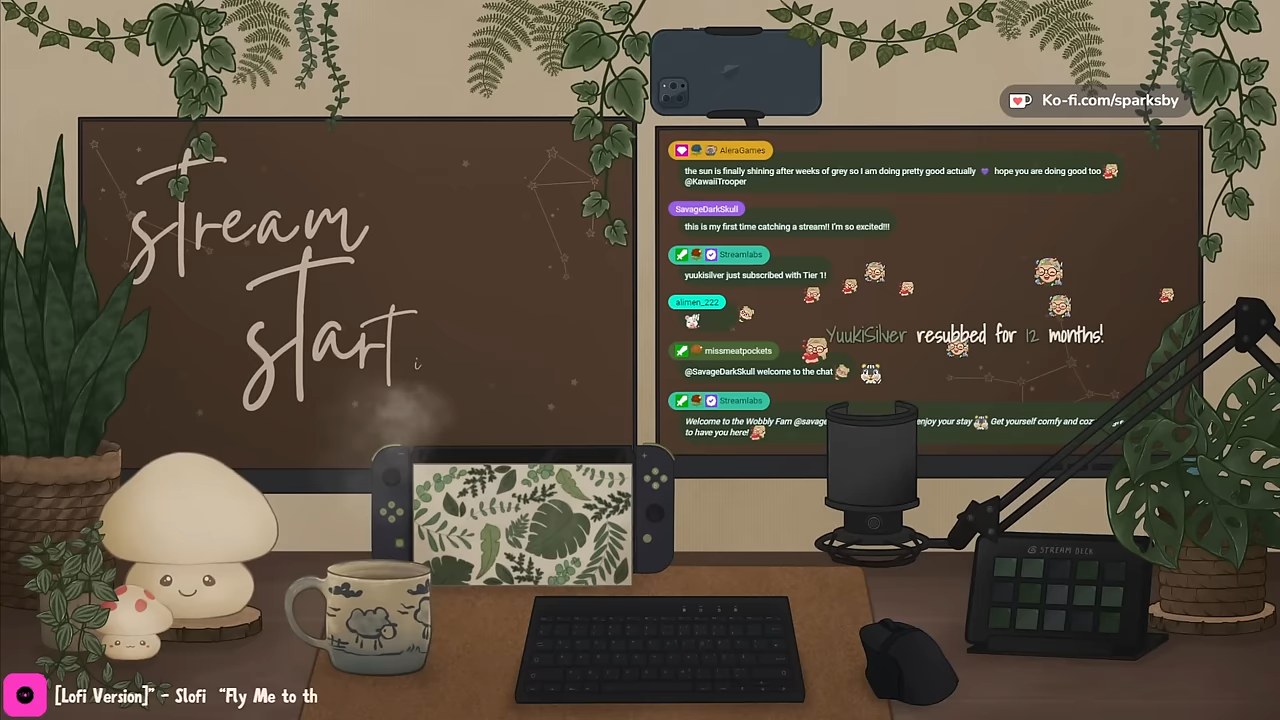 Ko-fi.com/sparksby
stream
start
AleraGames
the sun is finally shining after weeks of grey so I am doing pretty good actually 💜 hope you are doing good too
@KawaiiTrooper
SavageDarkSkull
this is my first time catching a stream!! I'm so excited!!!
Streamlabs
yuukisilver just subscribed with Tier 1!
alimen_222
YuukiSilver resubbed for 12 months!
missmeatpockets
@SavageDarkSkull welcome to the chat
Streamlabs
Welcome to the Wobbly Fam @savage enjoy your stay Get yourself comfy and
to have you here!
STREAM DECK
[Lofi Version]" - Slofi "Fly Me to th